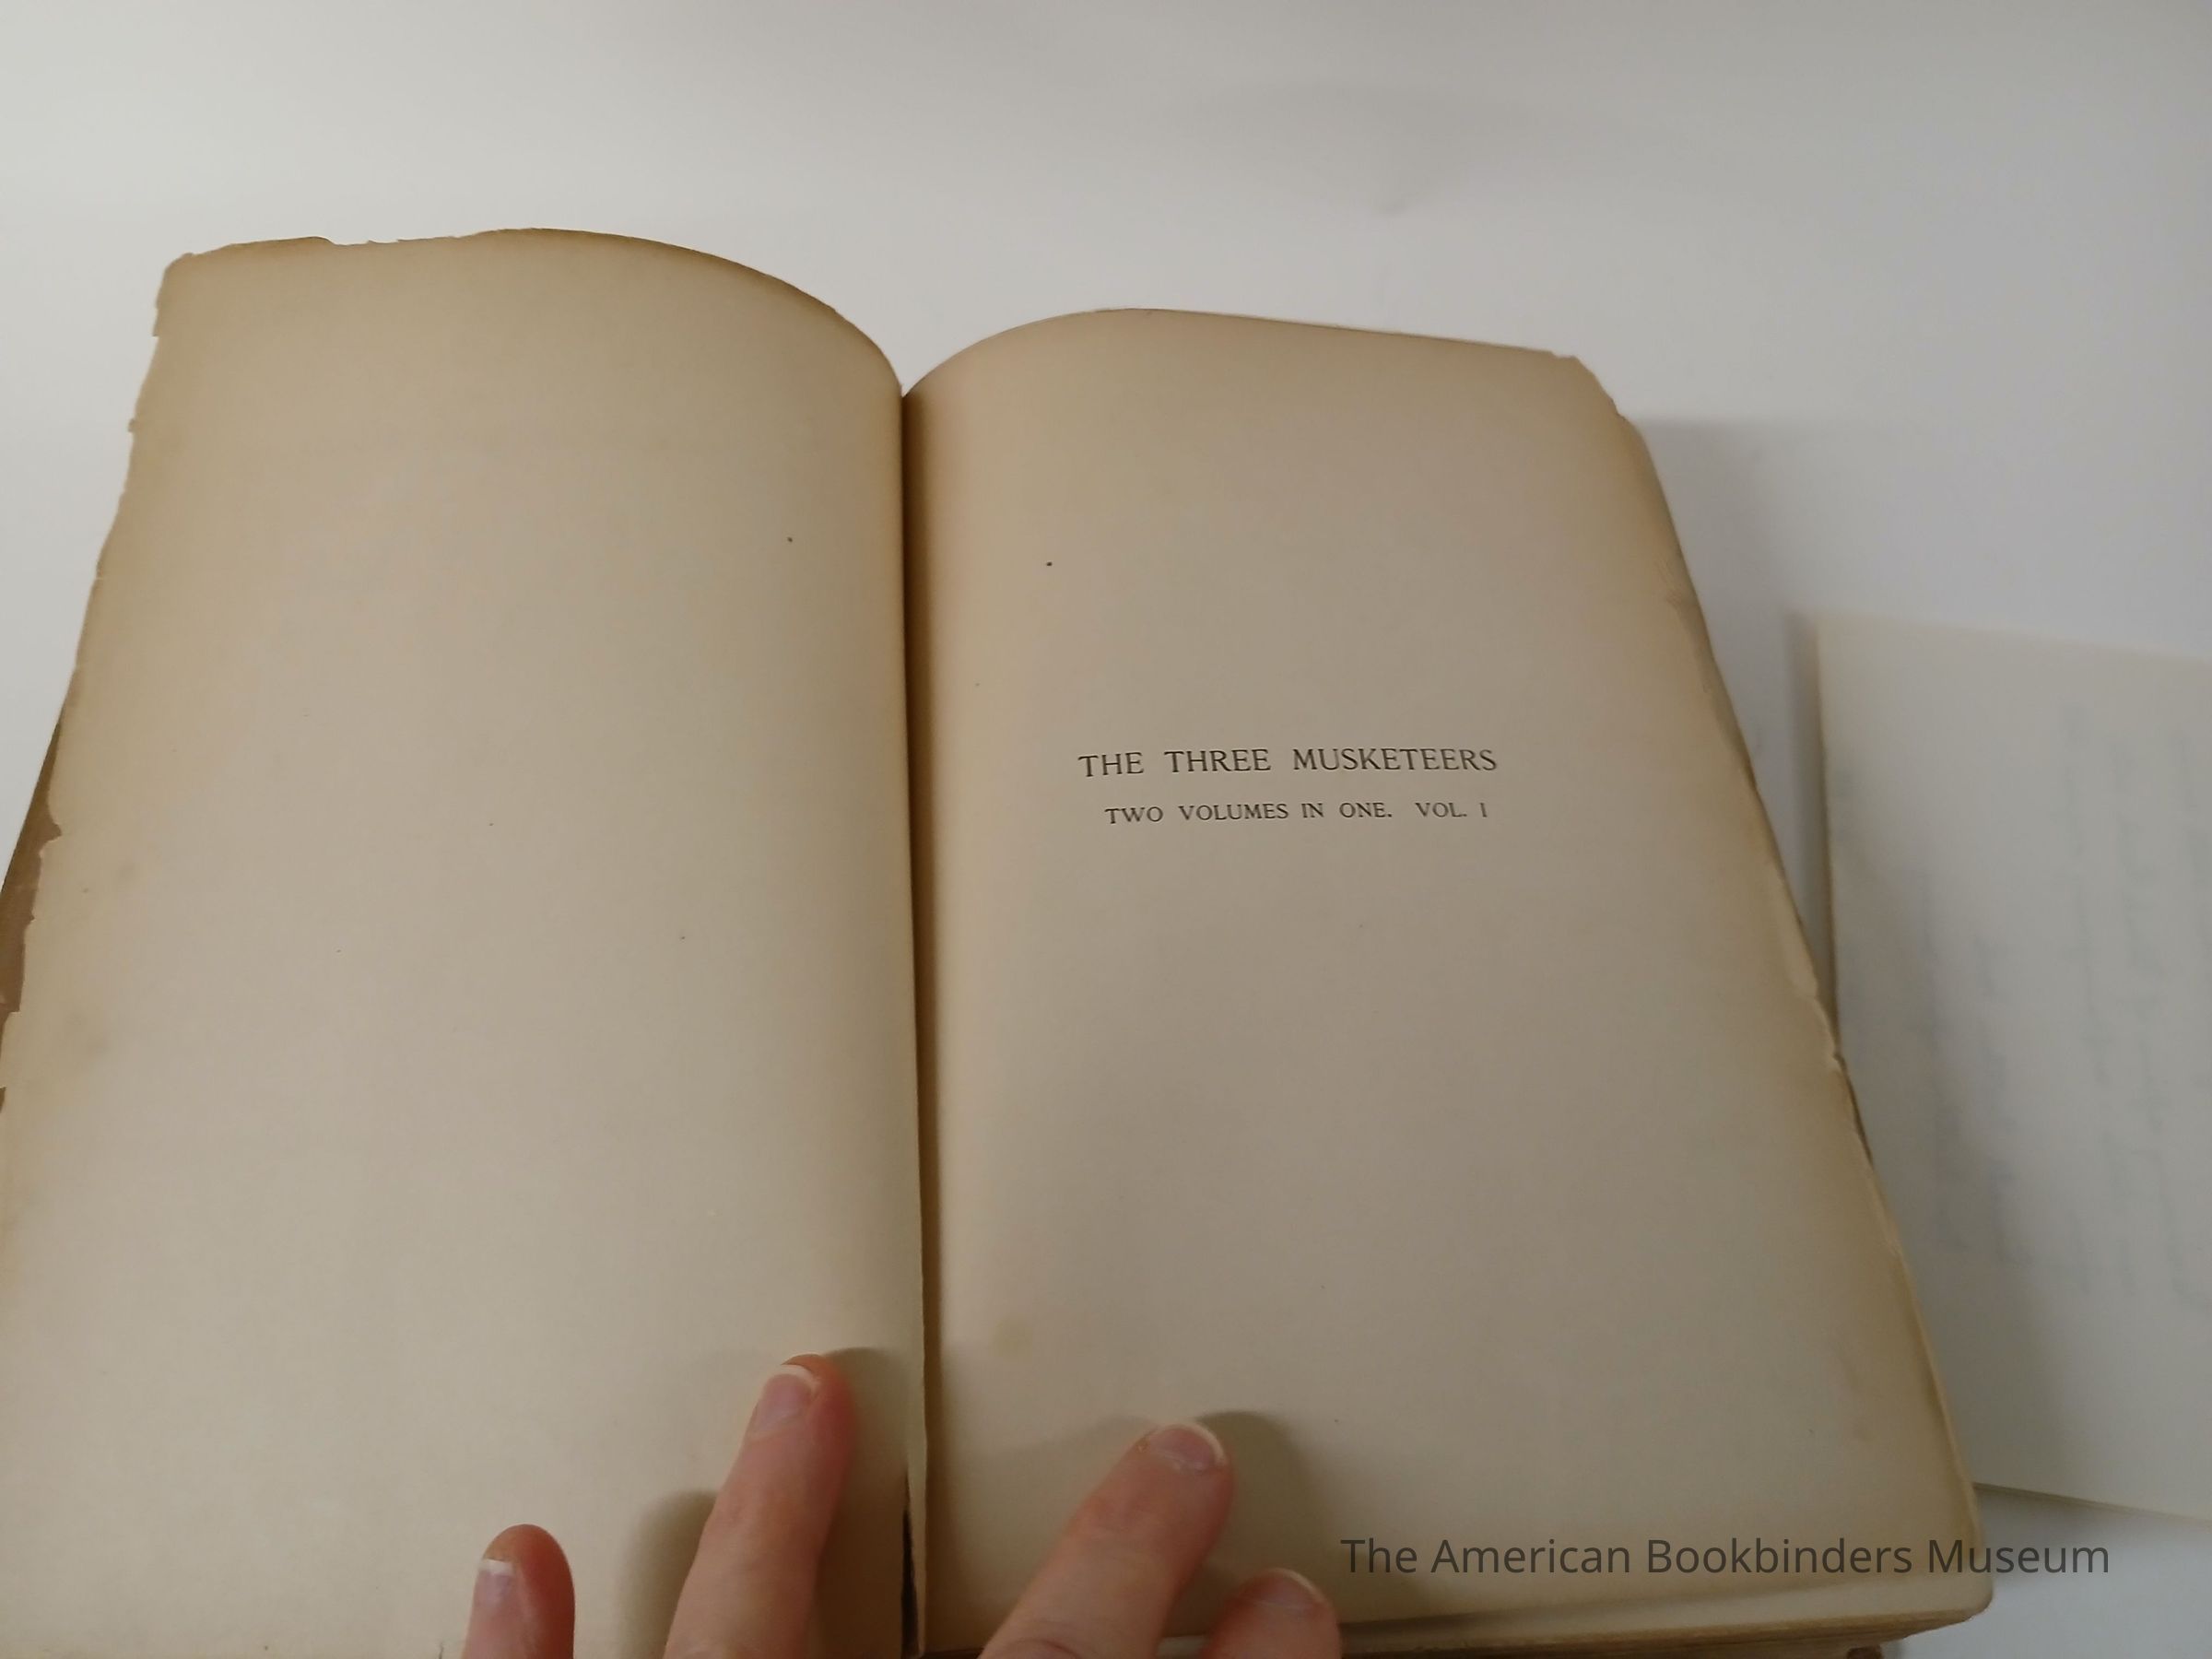 THE THREE MUSKETEERS
TWO VOLUMES IN ONE. VOL. I
The American Bookbinders Museum